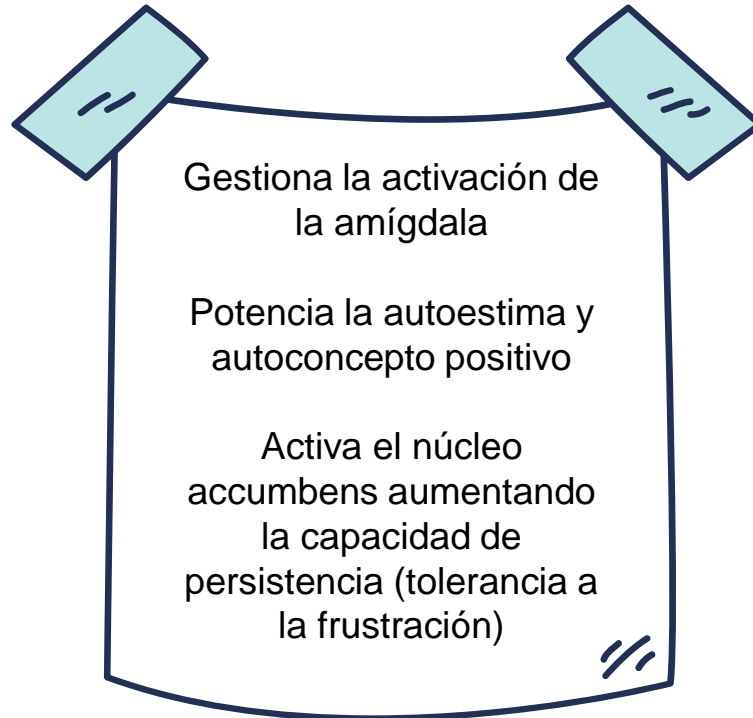 Gestiona la activación de
la amígdala
Potencia la autoestima y
autoconcepto positivo
Activa el núcleo
accumbens aumentando
la capacidad de
persistencia (tolerancia a
la frustración)